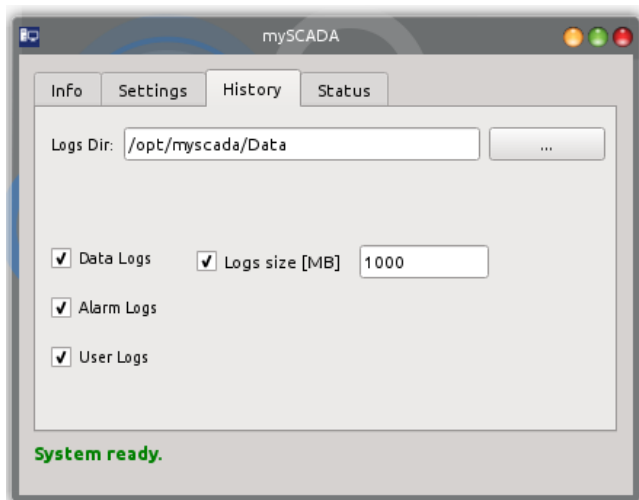 mySCADA
Info Settings History Status
Logs Dir: /opt/myscada/Data ...
Data Logs Logs size [MB] 1000
Alarm Logs
User Logs
System ready.